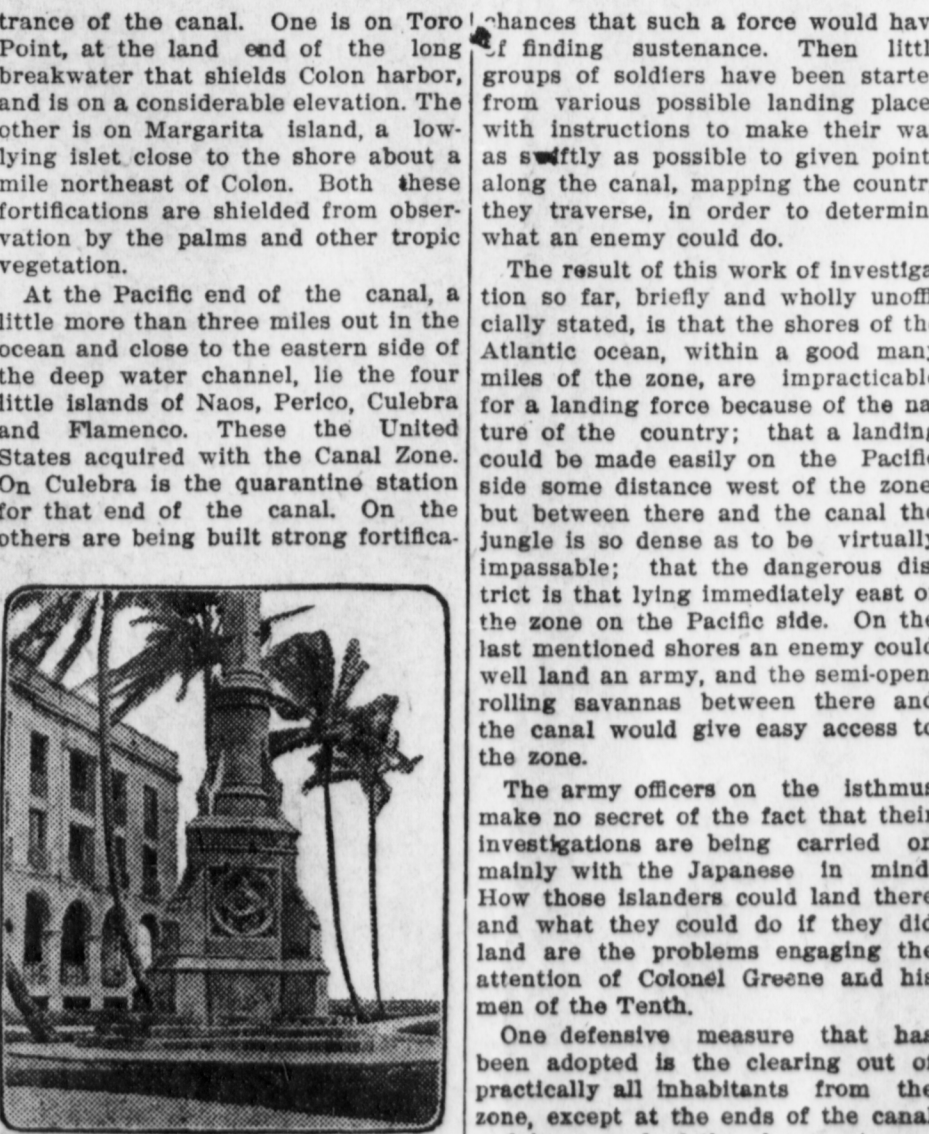 trance of the canal. One is on Toro
Point, at the land end of the long
breakwater that shields Colon harbor,
and is on a considerable elevation. The
other is on Margarita island, a low-
lying islet close to the shore about a
mile northeast of Colon. Both these
fortifications are shielded from obser-
vation by the palms and other tropic
vegetation.
At the Pacific end of the canal, a
little more than three miles out in the
ocean and close to the eastern side of
the deep water channel, lie the four
little islands of Naos, Perico, Culebra
and Flamenco. These the United
States acquired with the Canal Zone.
On Culebra is the quarantine station
for that end of the canal. On the
others are being built strong fortifica-
chances that such a force would hav
of finding sustenance. Then littl
groups of soldiers have been starte
from various possible landing place
with instructions to make their wa
as swiftly as possible to given point
along the canal, mapping the countr
they traverse, in order to determin
what an enemy could do.
The result of this work of investiga
tion so far, briefly and wholly unoffi
cially stated, is that the shores of the
Atlantic ocean, within a good many
miles of the zone, are impracticable
for a landing force because of the na
ture of the country; that a landing
could be made easily on the Pacific
side some distance west of the zone
but between there and the canal the
jungle is so dense as to be virtually
impassable; that the dangerous dis
trict is that lying immediately east of
the zone on the Pacific side. On the
last mentioned shores an enemy could
well land an army, and the semi-open
rolling savannas between there and
the canal would give easy access to
the zone.
The army officers on the isthmus
make no secret of the fact that their
investigations are being carried on
mainly with the Japanese in mind
How those islanders could land there
and what they could do if they did
land are the problems engaging the
attention of Colonel Greene and his
men of the Tenth.
One defensive measure that has
been adopted is the clearing out of
practically all inhabitants from the
zone, except at the ends of the canal